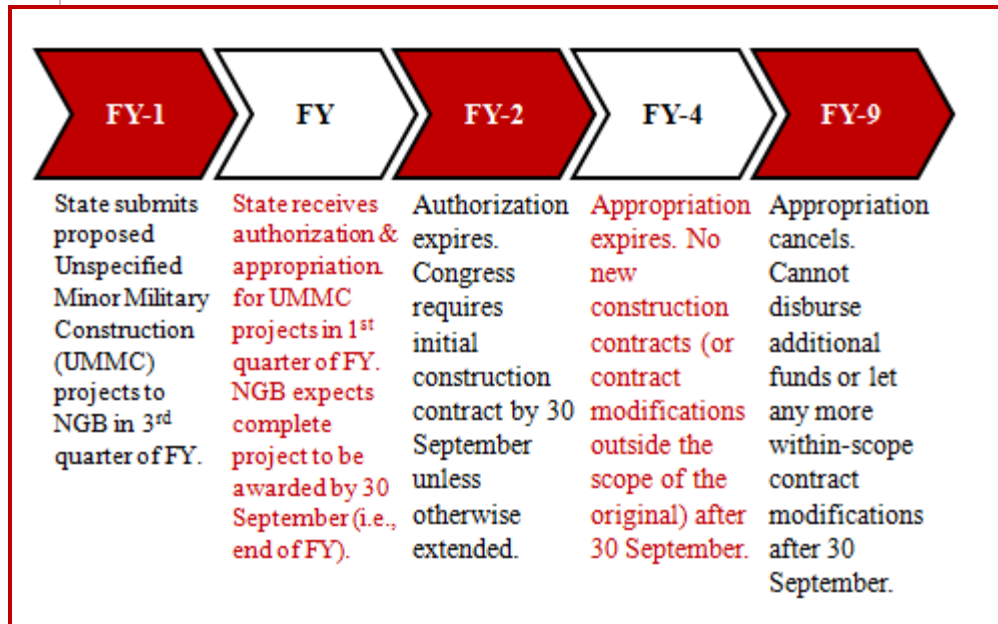 FY-1
FY
FY-2
FY-4
FY-9
State submits
proposed
Unspecified
Minor Military
Construction
(UMMC)
projects to
NGB in 3rd
quarter of FY.
State receives
authorization &
appropriation
for UMMC
projects in 1st
quarter of FY.
NGB expects
complete
project to be
awarded by 30
September (i.e.,
end of FY).
Authorization
expires.
Congress
requires
initial
construction
contract by 30
September
unless
otherwise
extended.
Appropriation
expires. No
new
construction
contracts (or
contract
modifications
outside the
scope of the
original) after
30 September.
Appropriation
cancels.
Cannot
disburse
additional
funds or let
any more
within-scope
contract
modifications
after 30
September.